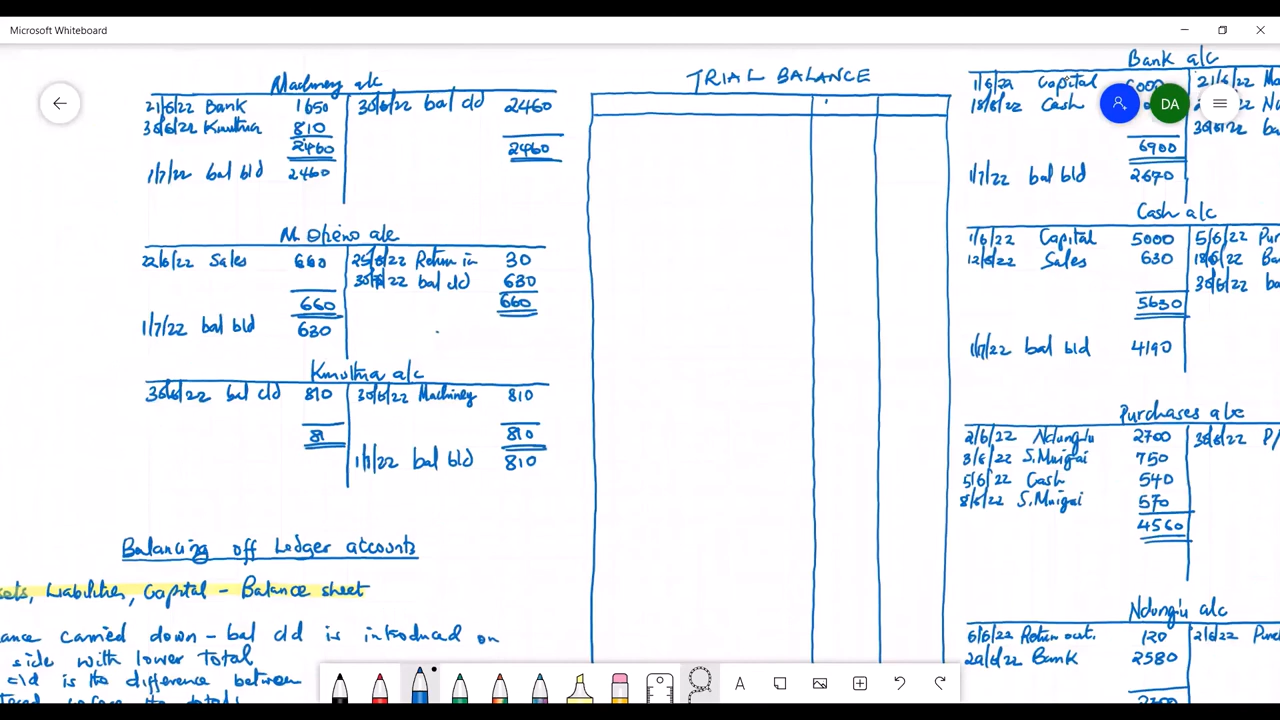 Microsoft Whiteboard
Machinery a/c
21/6/22 Bank 1650 30/6/22 bal c/d 2460
30/6/22 Kmuthia 810
2460 2460
1/7/22 bal b/d 2460
M. Otieno a/c
22/6/22 Sales 660 25/6/22 Return in 30
30/6/22 bal c/d 630
660 660
1/7/22 bal b/d 630
a/c
30/6/22 bal c/d 810 30/6/22 Machinery 810
81 810
1/7/22 bal b/d 810
Balancing off Ledger accounts
Liabilities, Capital - Balance sheet
carried down - bal c/d is introduced on
side with lower total
c/d is the difference between
TRIAL BALANCE
Bank a/c
1/6/22 Capital 21/6/22
18/6/22 Cash
30/6/22
6900
1/7/22 bal b/d 2670
Cash a/c
1/6/22 Capital 5000 5/6/22
12/6/22 Sales 630 18/6/22
30/6/22
5630
1/7/22 bal b/d 4190
Purchases a/c
2/6/22 Ndung'u 2700 30/6/22 P/
3/6/22 S.Muigai 750
5/6/22 Cash 540
8/6/22 S.Muigai 570
4560
Ndung'u a/c
6/6/22 Return out. 120 2/6/22
Bank 2580
DA
A